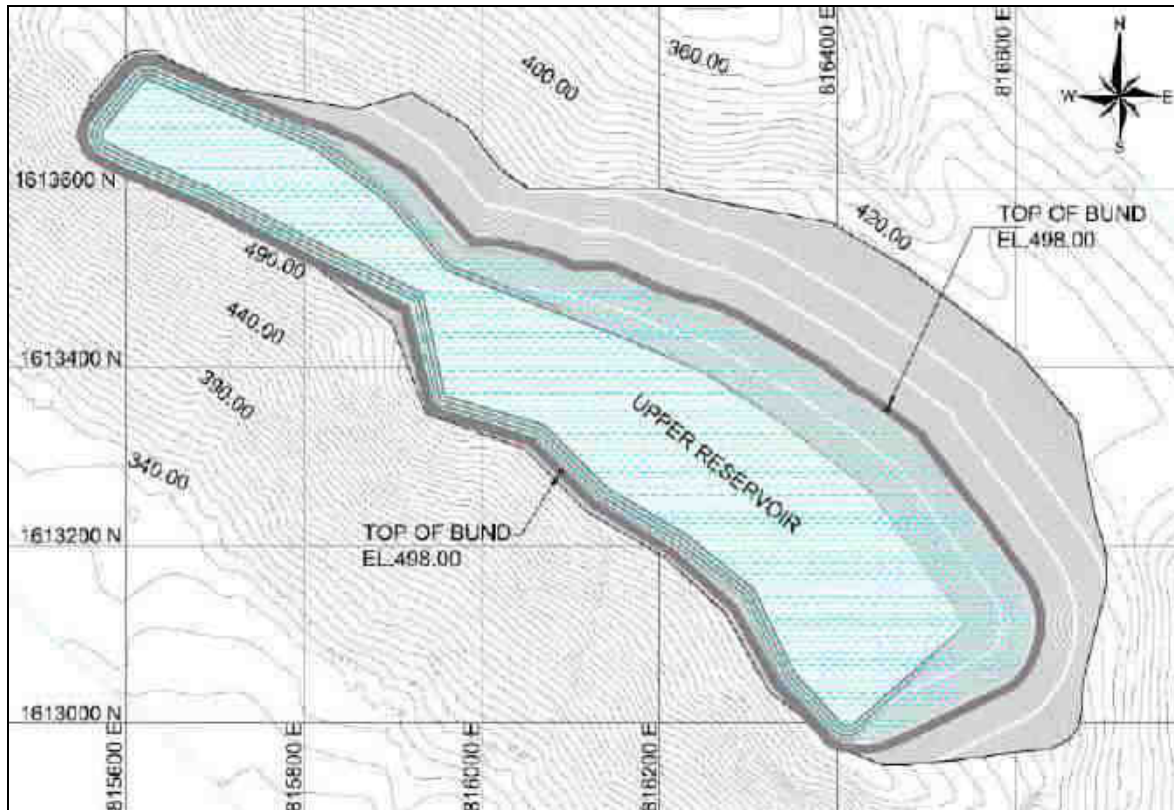 400.00
360.00
816400 E
816600 E
N
W
E
S
1613600 N
420.00
TOP OF BUND
EL.498.00
490.00
440.00
1613400 N
390.00
UPPER RESERVOIR
340.00
TOP OF BUND
EL.498.00
1613200 N
1613000 N
815600 E
815800 E
816000 E
816200 E